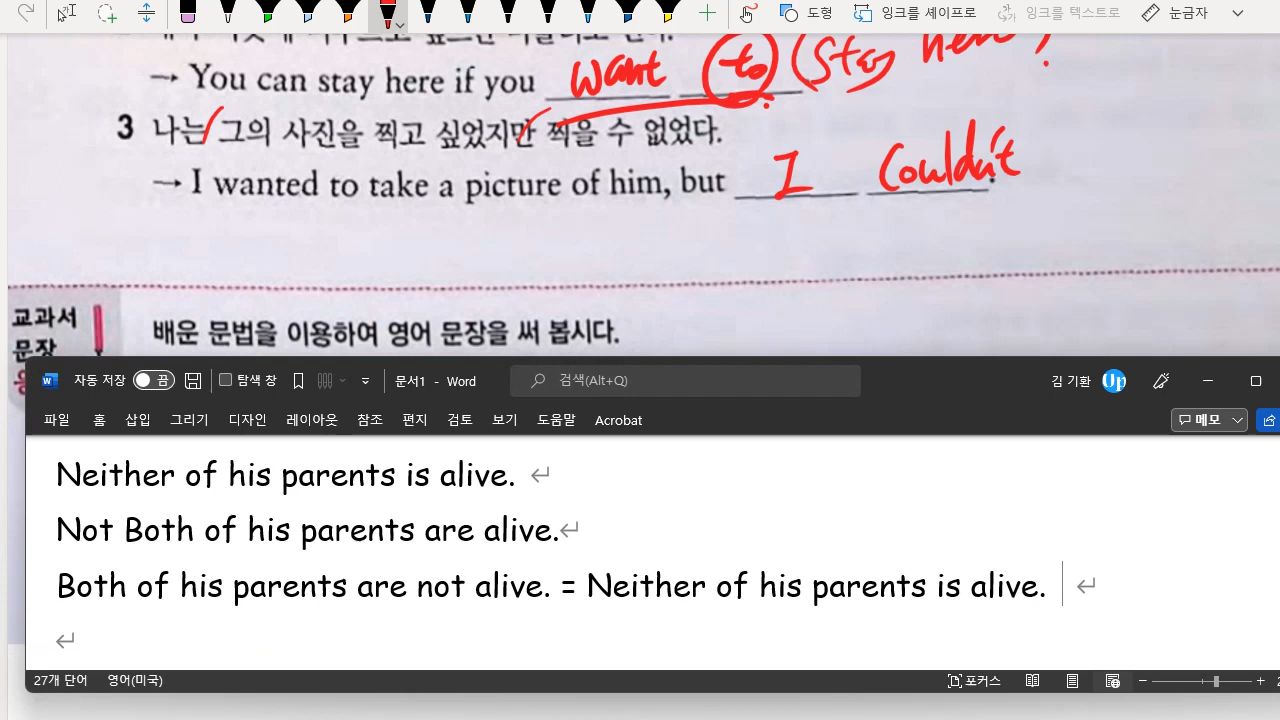 도형 잉크를 셰이프로 잉크를 텍스트로 눈금자
→ You can stay here if you want to (Stay here ?
3 나는 그의 사진을 찍고 싶었지만 찍을 수 없었다.
→ I wanted to take a picture of him, but I Couldn't.
교과서
문장
배운 문법을 이용하여 영어 문장을 써 봅시다.
자동 저장 끔 탐색 창 문서1 - Word 검색(Alt+Q) 김 기환 Up
파일 홈 삽입 그리기 디자인 레이아웃 참조 편지 검토 보기 도움말 Acrobat 메모
Neither of his parents is alive.
Not Both of his parents are alive.
Both of his parents are not alive. = Neither of his parents is alive.
27개 단어 영어(미국) 포커스